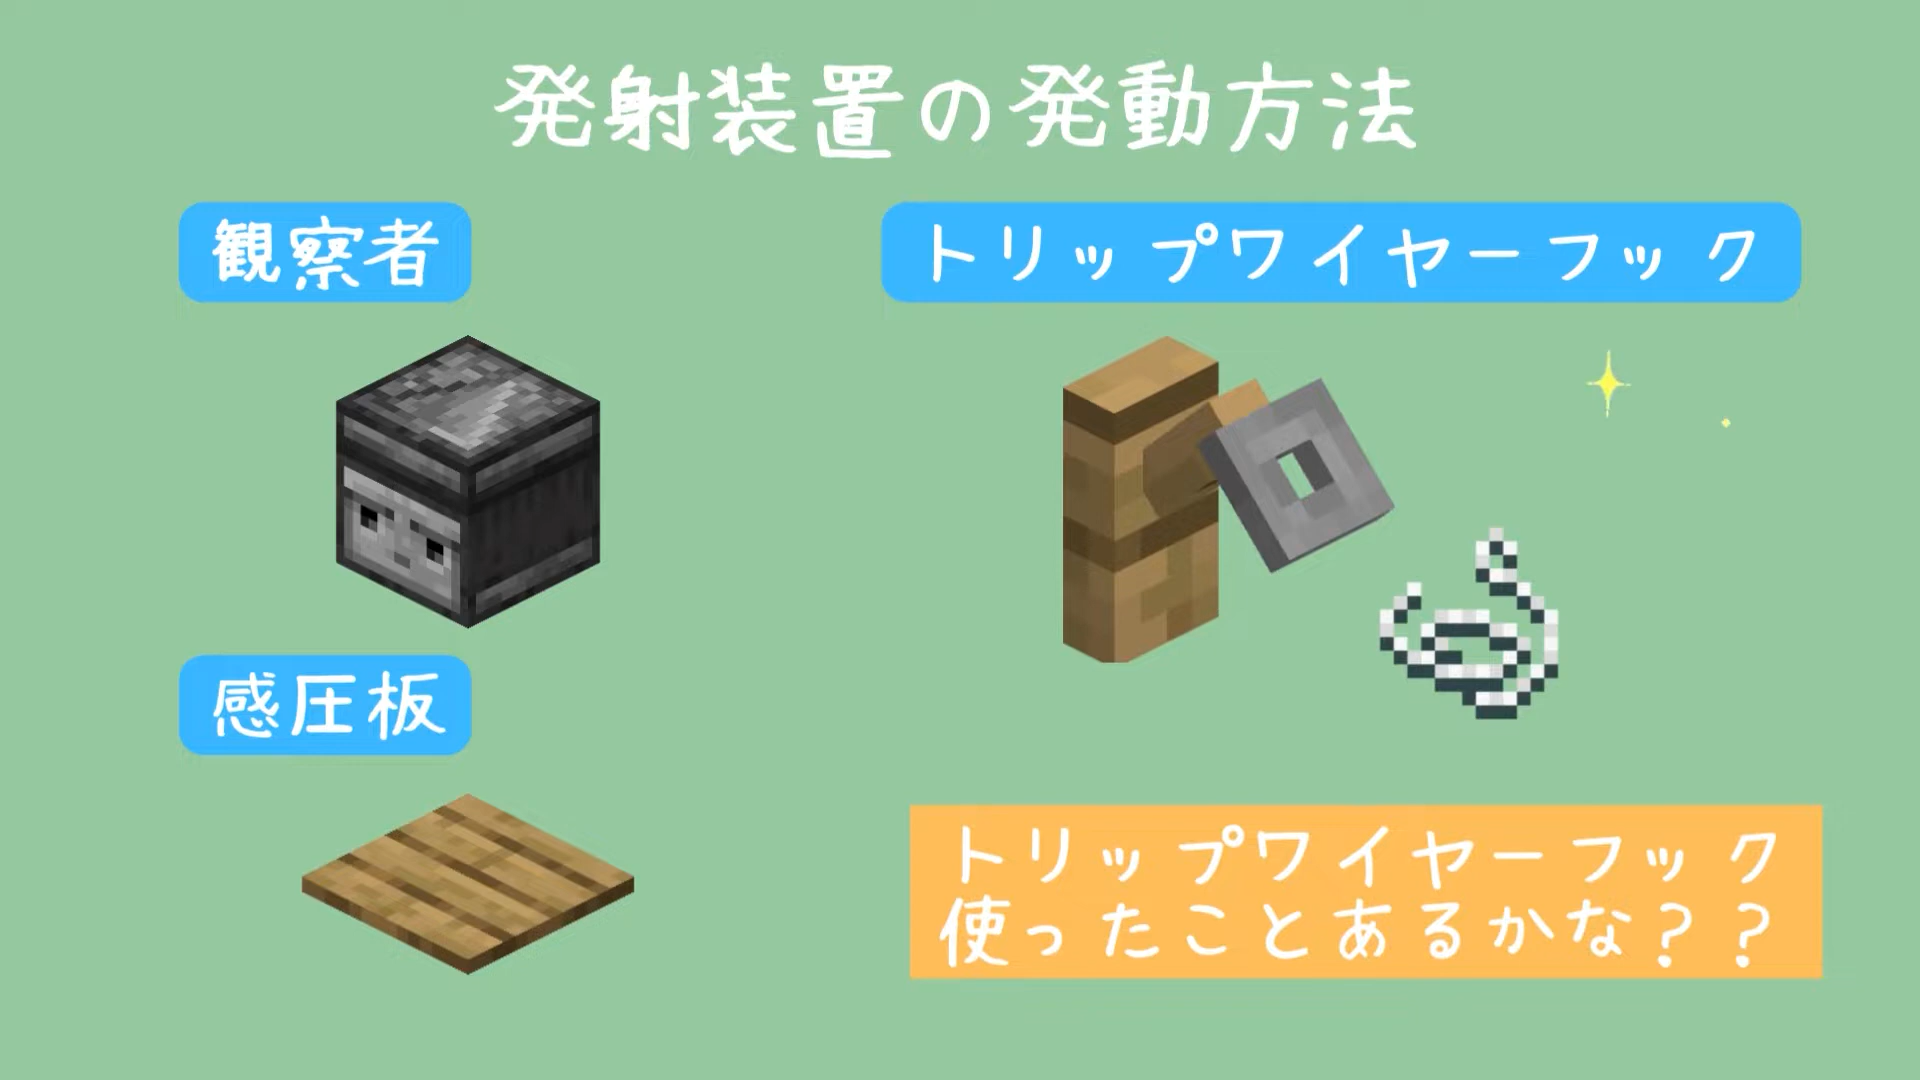 発射装置の発動方法
観察者
トリップワイヤーフック
感圧板
トリップワイヤーフック
使ったことあるかな？？